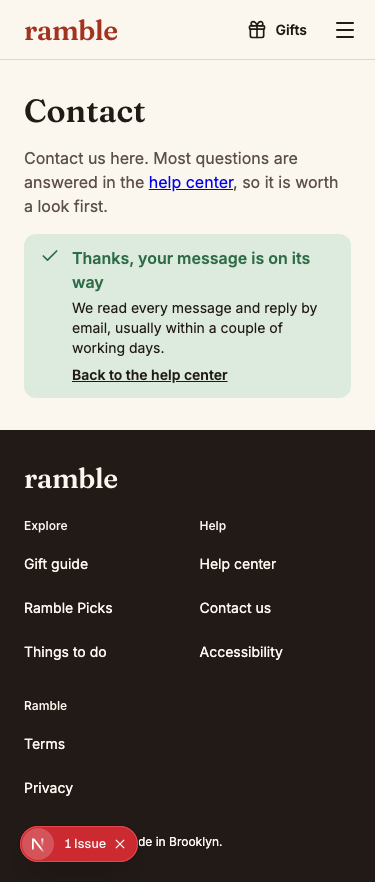 ramble
Gifts
Contact
Contact us here. Most questions are
answered in the help center, so it is worth
a look first.
Thanks, your message is on its
way
We read every message and reply by
email, usually within a couple of
working days.
Back to the help center
ramble
Explore
Gift guide
Ramble Picks
Things to do
Help
Help center
Contact us
Accessibility
Ramble
Terms
Privacy
N 1 Issue
in Brooklyn.